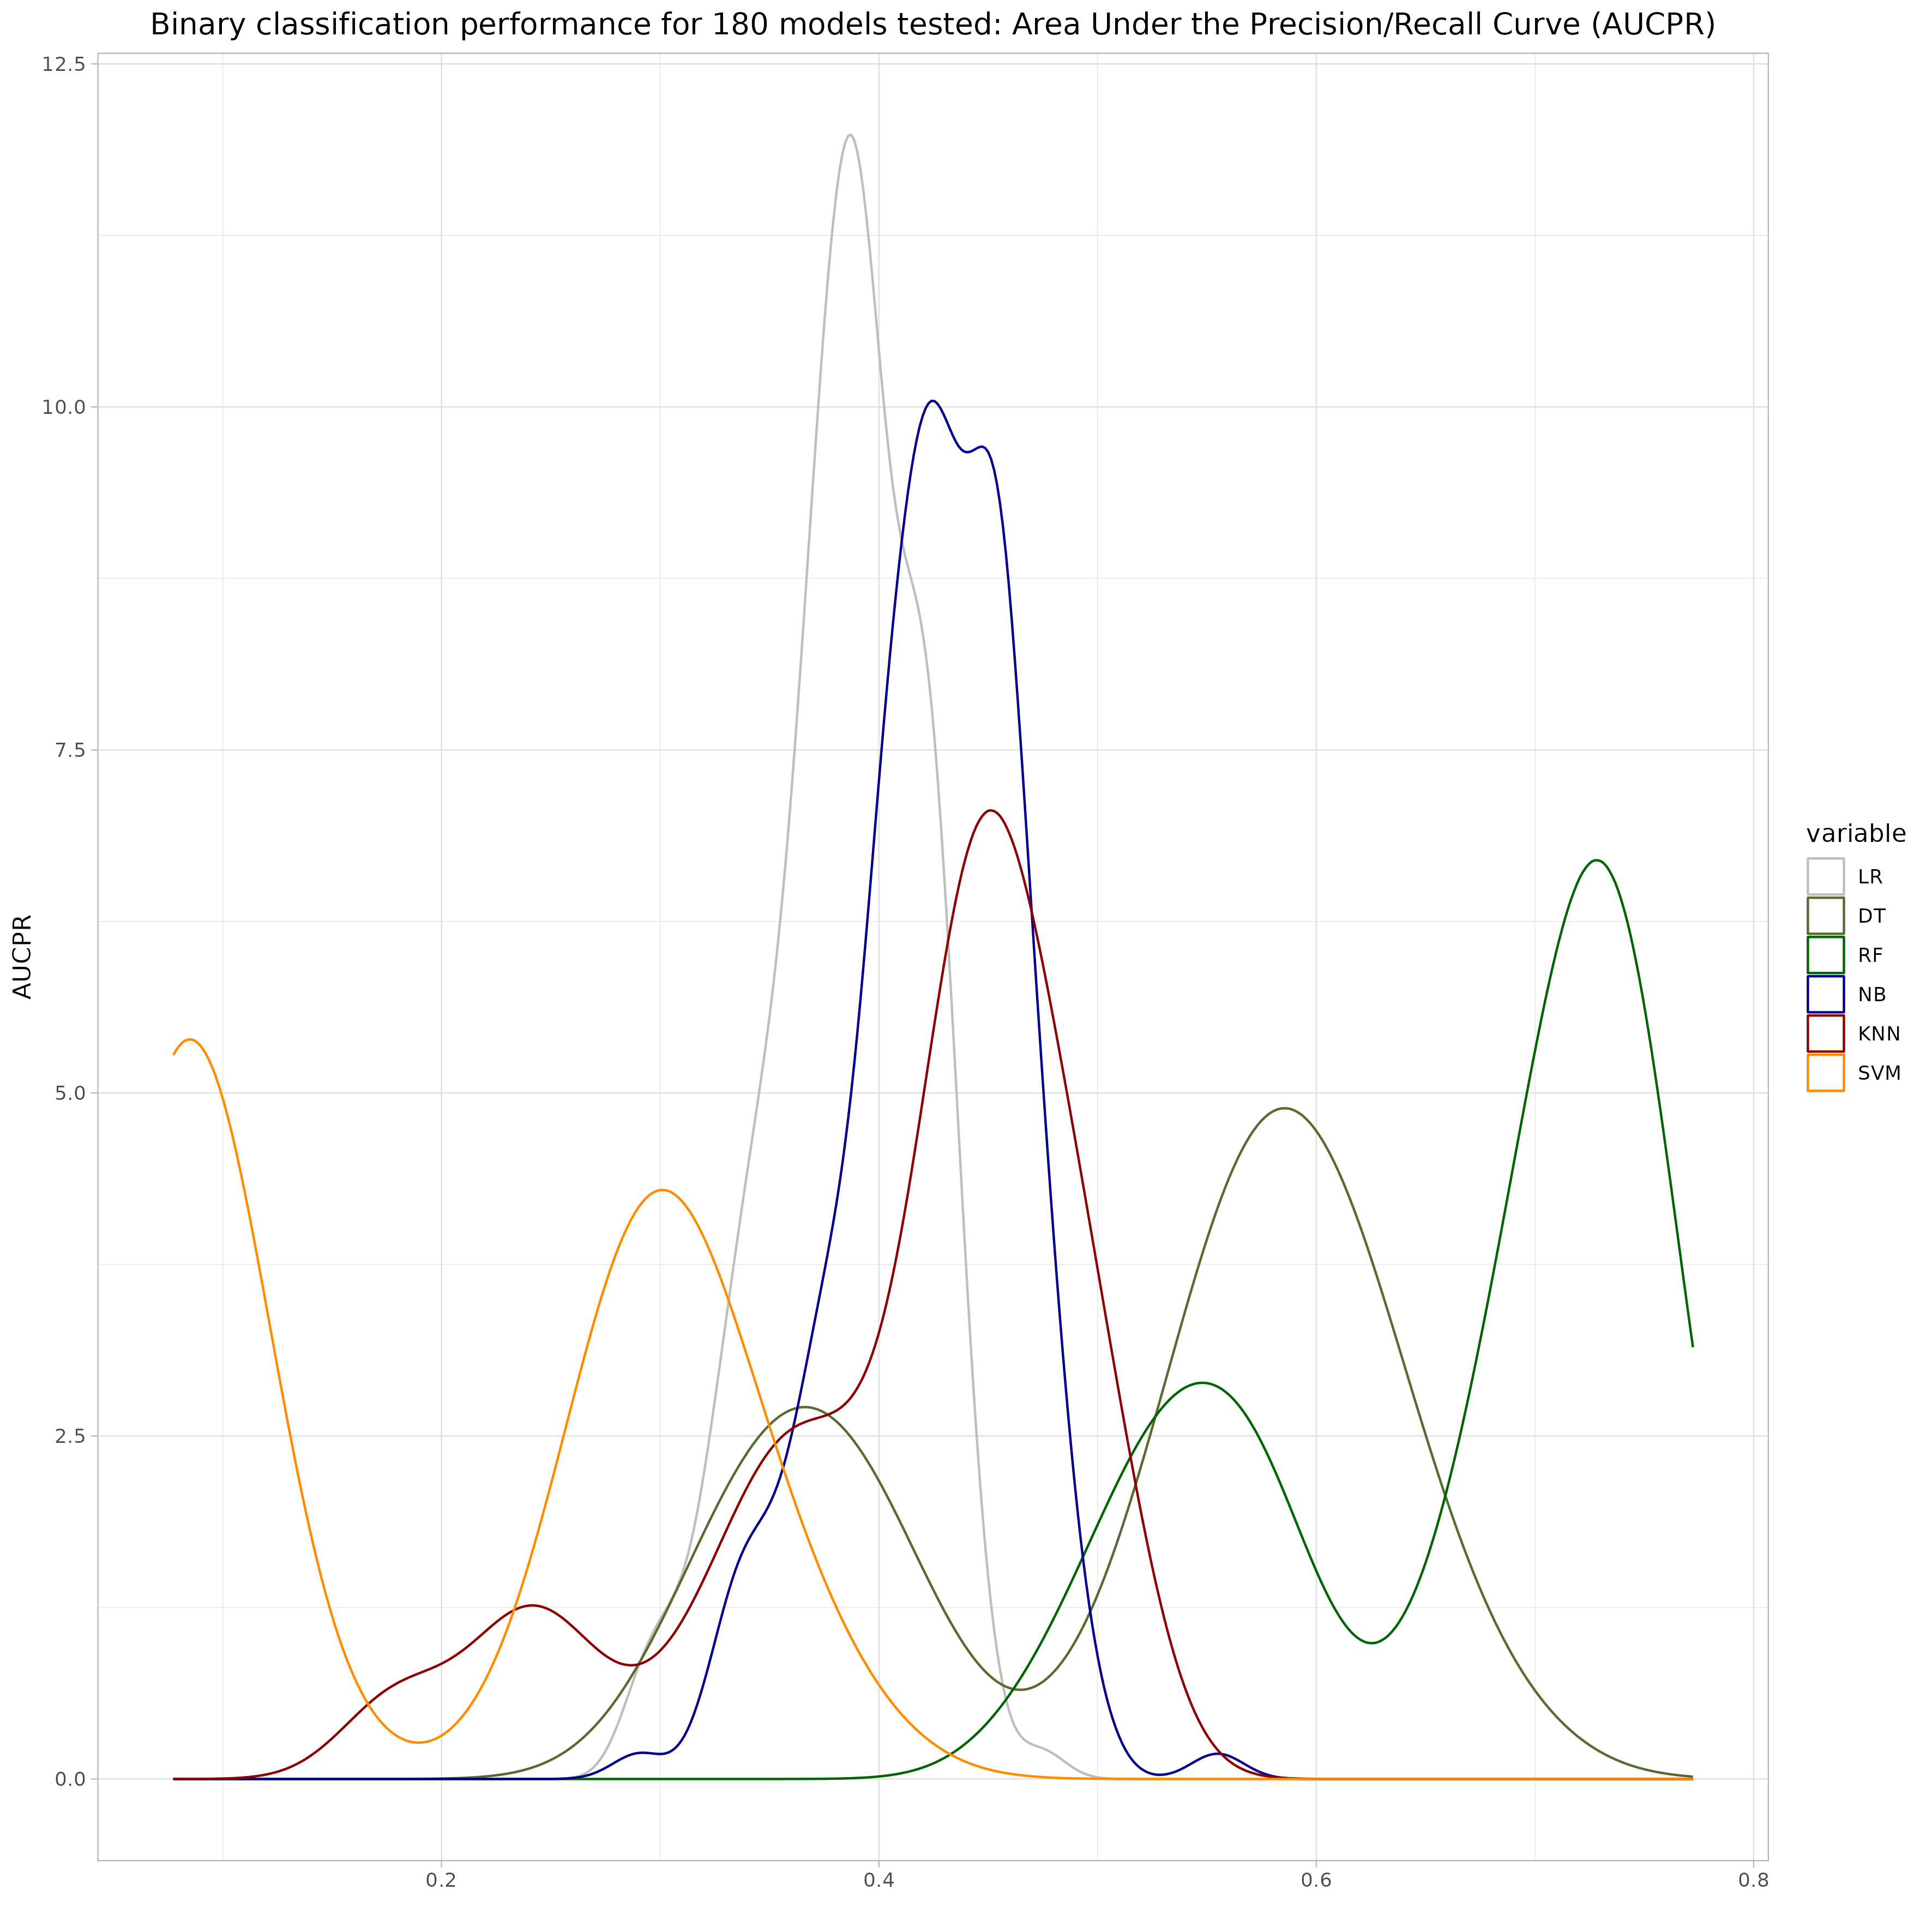 Binary classification performance for 180 models tested: Area Under the Precision/Recall Curve (AUCPR)
12.5
10.0
7.5
5.0
2.5
0.0
AUCPR
0.2
0.4
0.6
0.8
variable
LR
DT
RF
NB
KNN
SVM